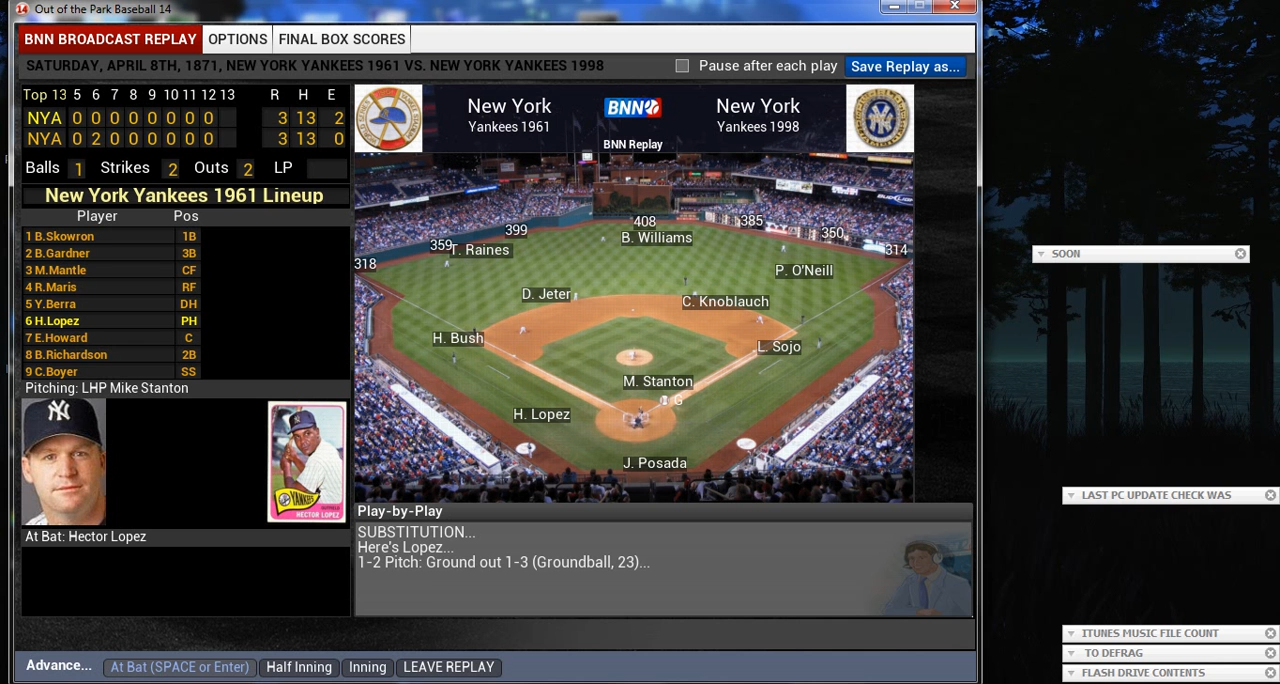 Out of the Park Baseball 14
BNN BROADCAST REPLAY OPTIONS FINAL BOX SCORES
SATURDAY, APRIL 8TH, 1871, NEW YORK YANKEES 1961 VS. NEW YORK YANKEES 1998
Pause after each play Save Replay as...
Top 13 5 6 7 8 9 10 11 12 13 R H E
NYA 0 0 0 0 0 0 0 0 3 13 2
NYA 0 2 0 0 0 0 0 0 3 13 0
Balls 1 Strikes 2 Outs 2 LP
New York Yankees 1961 Lineup
Player Pos
1 B.Skowron 1B
2 B.Gardner 3B
3 M.Mantle CF
4 R.Maris RF
5 Y.Berra DH
6 H.Lopez PH
7 E.Howard C
8 B.Richardson 2B
9 C.Boyer SS
Pitching: LHP Mike Stanton
YANKEES
HECTOR LOPEZ
At Bat: Hector Lopez
New York
Yankees 1961
BNN
BNN Replay
New York
Yankees 1998
408
385
399
350
359
314
318
B. Williams
T. Raines
P. O'Neill
D. Jeter
C. Knoblauch
H. Bush
L. Sojo
M. Stanton
G
H. Lopez
J. Posada
Play-by-Play
SUBSTITUTION...
Here's Lopez...
1-2 Pitch: Ground out 1-3 (Groundball, 23)...
Advance... At Bat (SPACE or Enter) Half Inning Inning LEAVE REPLAY
SOON
LAST PC UPDATE CHECK WAS
ITUNES MUSIC FILE COUNT
TO DEFRAG
FLASH DRIVE CONTENTS